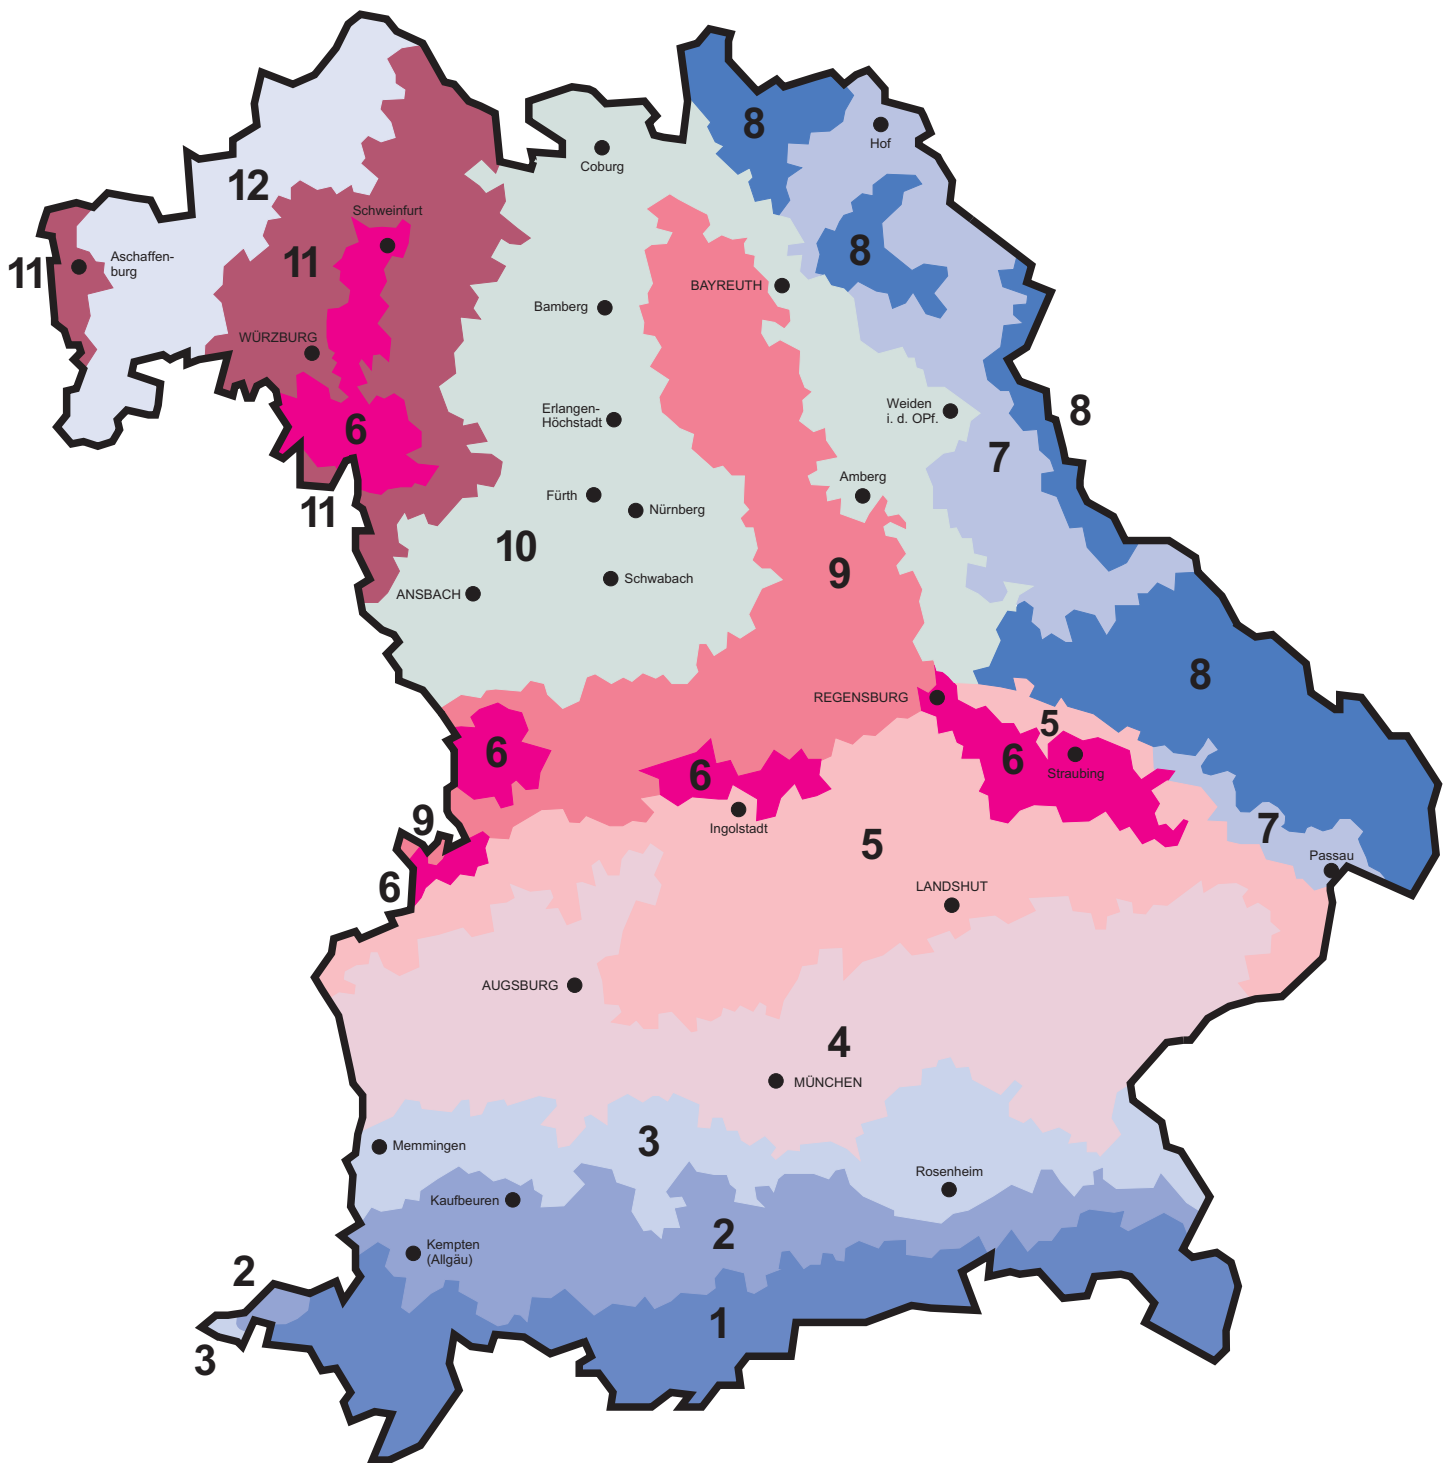 8
Hof
Coburg
12
Schweinfurt
8
11
Aschaffen-
burg
11
BAYREUTH
Bamberg
WÜRZBURG
Weiden
i. d. OPf.
8
Erlangen-
Höchstadt
6
7
Amberg
Fürth
Nürnberg
11
10
9
Schwabach
ANSBACH
8
REGENSBURG
5
6
6
6
Straubing
Ingolstadt
9
7
5
Passau
6
LANDSHUT
AUGSBURG
4
MÜNCHEN
3
Memmingen
Rosenheim
Kaufbeuren
2
Kempten
(Allgäu)
2
1
3